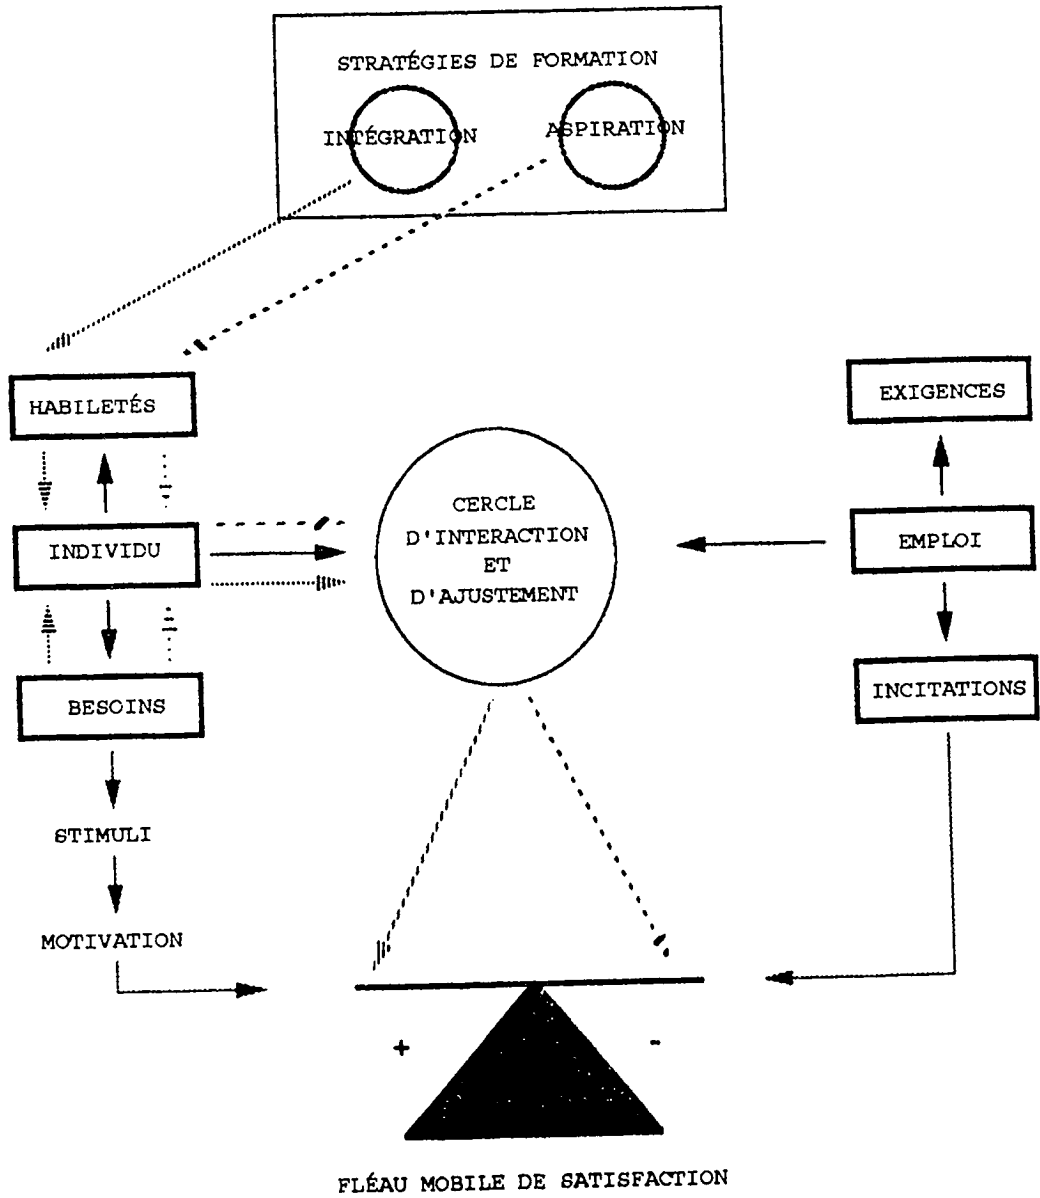 STRATÉGIES DE FORMATION
INTÉGRATION
ASPIRATION
HABILETÉS
EXIGENCES
INDIVIDU
CERCLE
D'INTERACTION
ET
D'AJUSTEMENT
EMPLOI
BESOINS
INCITATIONS
STIMULI
MOTIVATION
+
-
FLÉAU MOBILE DE SATISFACTION